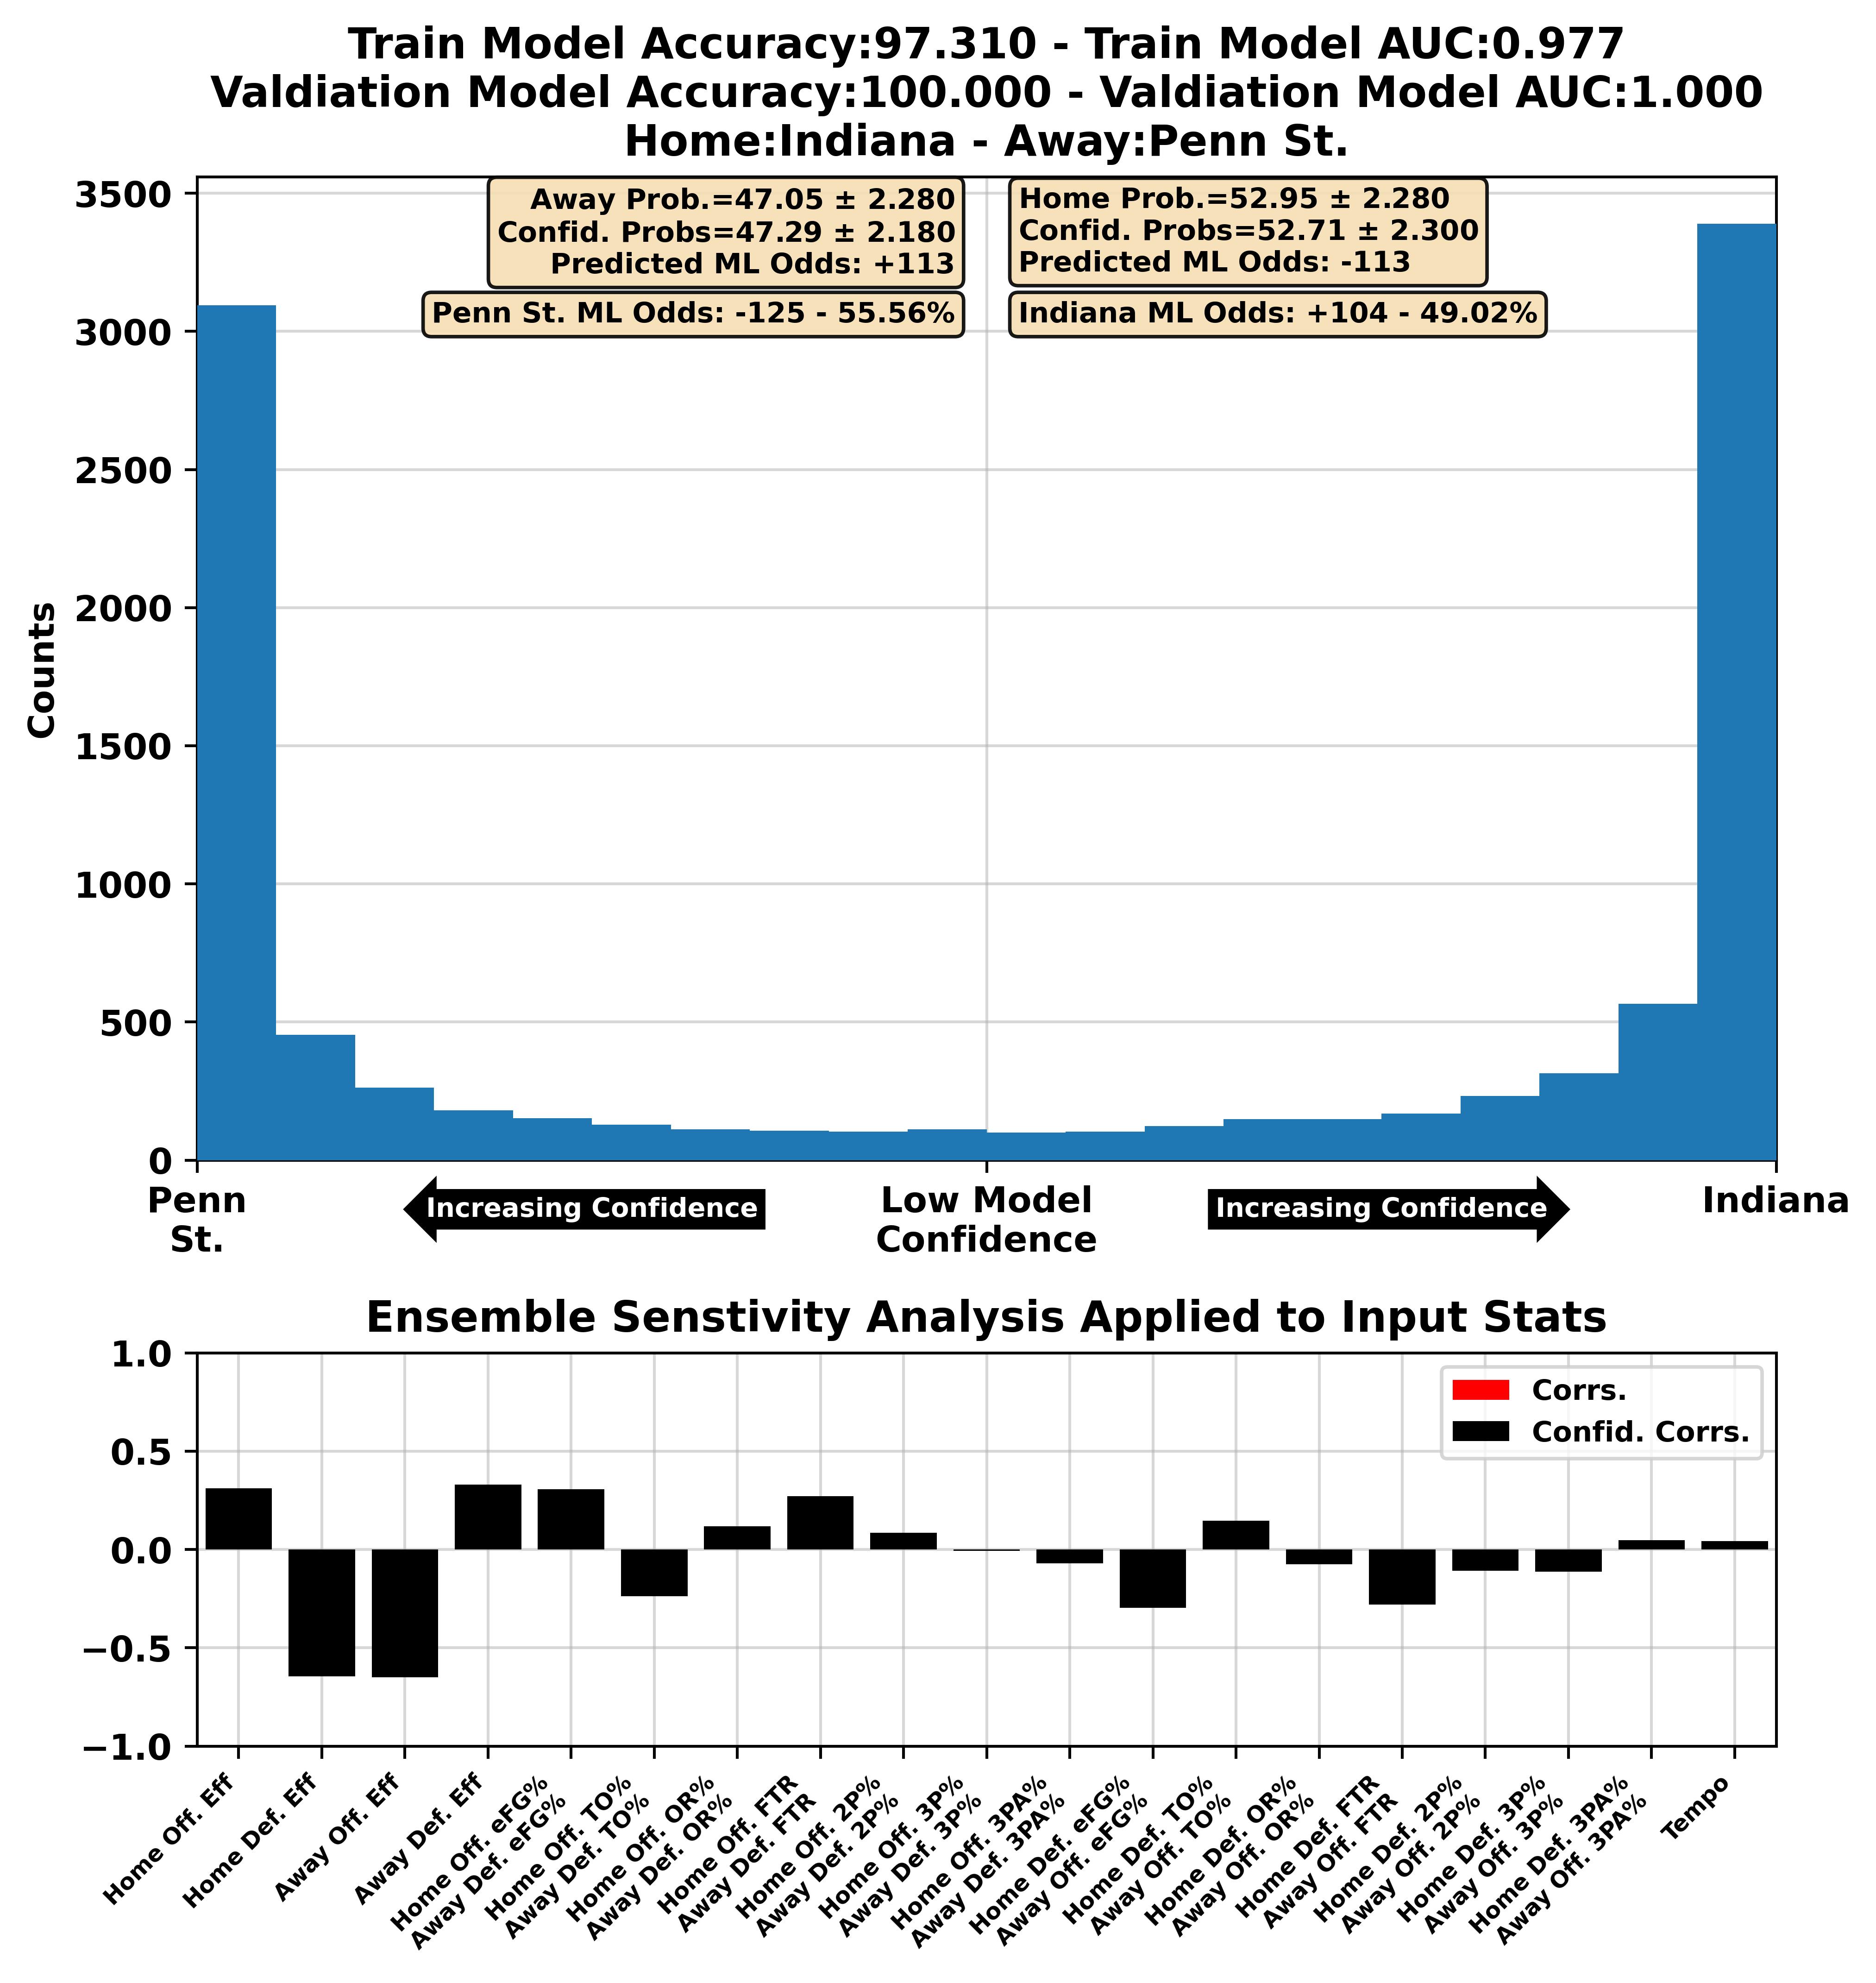 Train Model Accuracy:97.310 - Train Model AUC:0.977
Valdiation Model Accuracy:100.000 - Valdiation Model AUC:1.000
Home:Indiana - Away:Penn St.
Away Prob.=47.05 ± 2.280
Confid. Probs=47.29 ± 2.180
Predicted ML Odds: +113
Penn St. ML Odds: -125 - 55.56%
Home Prob.=52.95 ± 2.280
Confid. Probs=52.71 ± 2.300
Predicted ML Odds: -113
Indiana ML Odds: +104 - 49.02%
Counts
3500
3000
2500
2000
1500
1000
500
0
Penn
St.
Increasing Confidence
Low Model
Confidence
Increasing Confidence
Indiana
Ensemble Senstivity Analysis Applied to Input Stats
1.0
0.5
0.0
−0.5
−1.0
Corrs.
Confid. Corrs.
Home Off. Eff
Home Def. Eff
Away Off. Eff
Away Def. Eff
Home Off. eFG%
Away Def. eFG%
Home Off. TO%
Away Def. TO%
Home Off. OR%
Away Def. OR%
Home Off. FTR
Away Def. FTR
Home Off. 2P%
Away Def. 2P%
Home Off. 3P%
Away Def. 3P%
Home Off. 3PA%
Away Def. 3PA%
Home Def. eFG%
Away Off. eFG%
Home Def. TO%
Away Off. TO%
Home Def. OR%
Away Off. OR%
Home Def. FTR
Away Off. FTR
Home Def. 2P%
Away Off. 2P%
Home Def. 3P%
Away Off. 3P%
Home Def. 3PA%
Away Off. 3PA%
Tempo